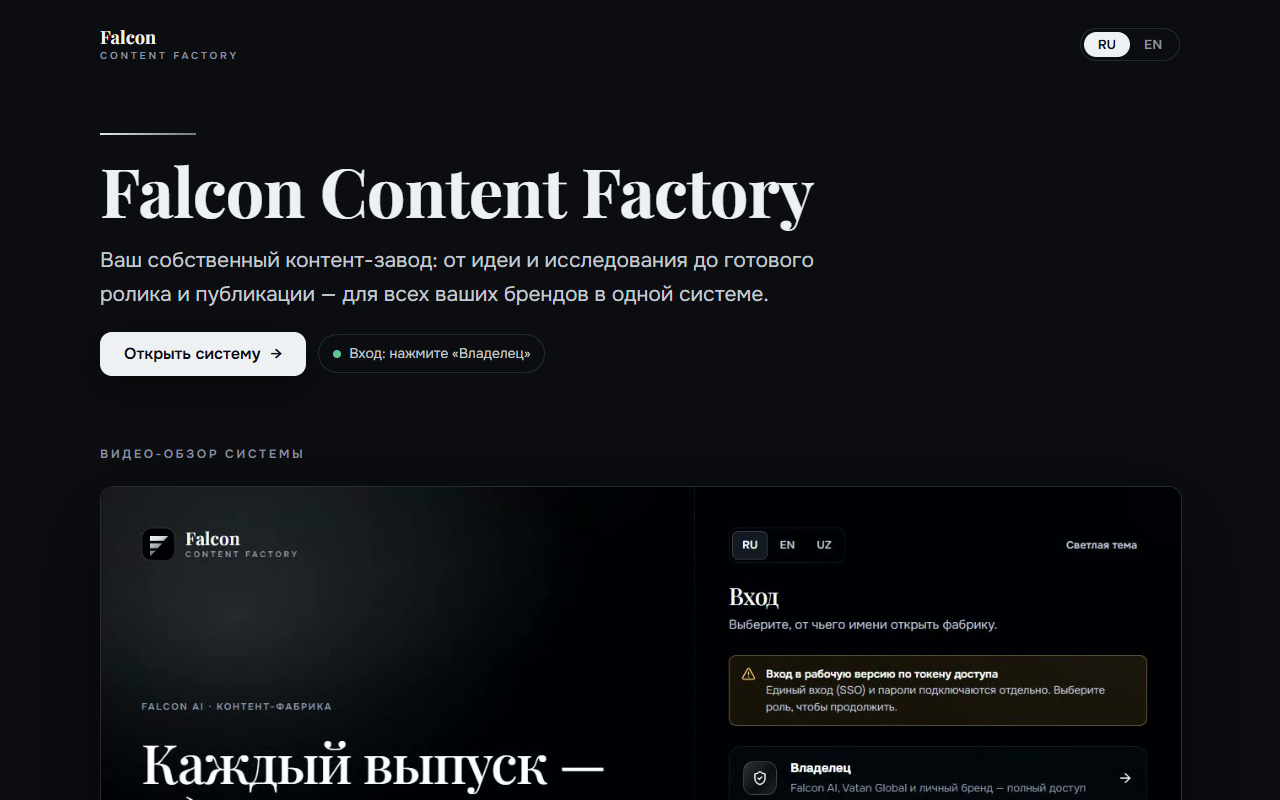 Falcon
CONTENT FACTORY
RU EN
Falcon Content Factory
Ваш собственный контент-завод: от идеи и исследования до готового
ролика и публикации — для всех ваших брендов в одной системе.
Открыть систему →
Вход: нажмите «Владелец»
ВИДЕО-ОБЗОР СИСТЕМЫ
Falcon
CONTENT FACTORY
RU EN UZ
Светлая тема
Вход
Выберите, от чьего имени открыть фабрику.
Вход в рабочую версию по токену доступа
Единый вход (SSO) и пароли подключаются отдельно. Выберите
роль, чтобы продолжить.
FALCON AI · КОНТЕНТ-ФАБРИКА
Каждый выпуск —
Владелец
Falcon AI, Vatan Global и личный бренд — полный доступ